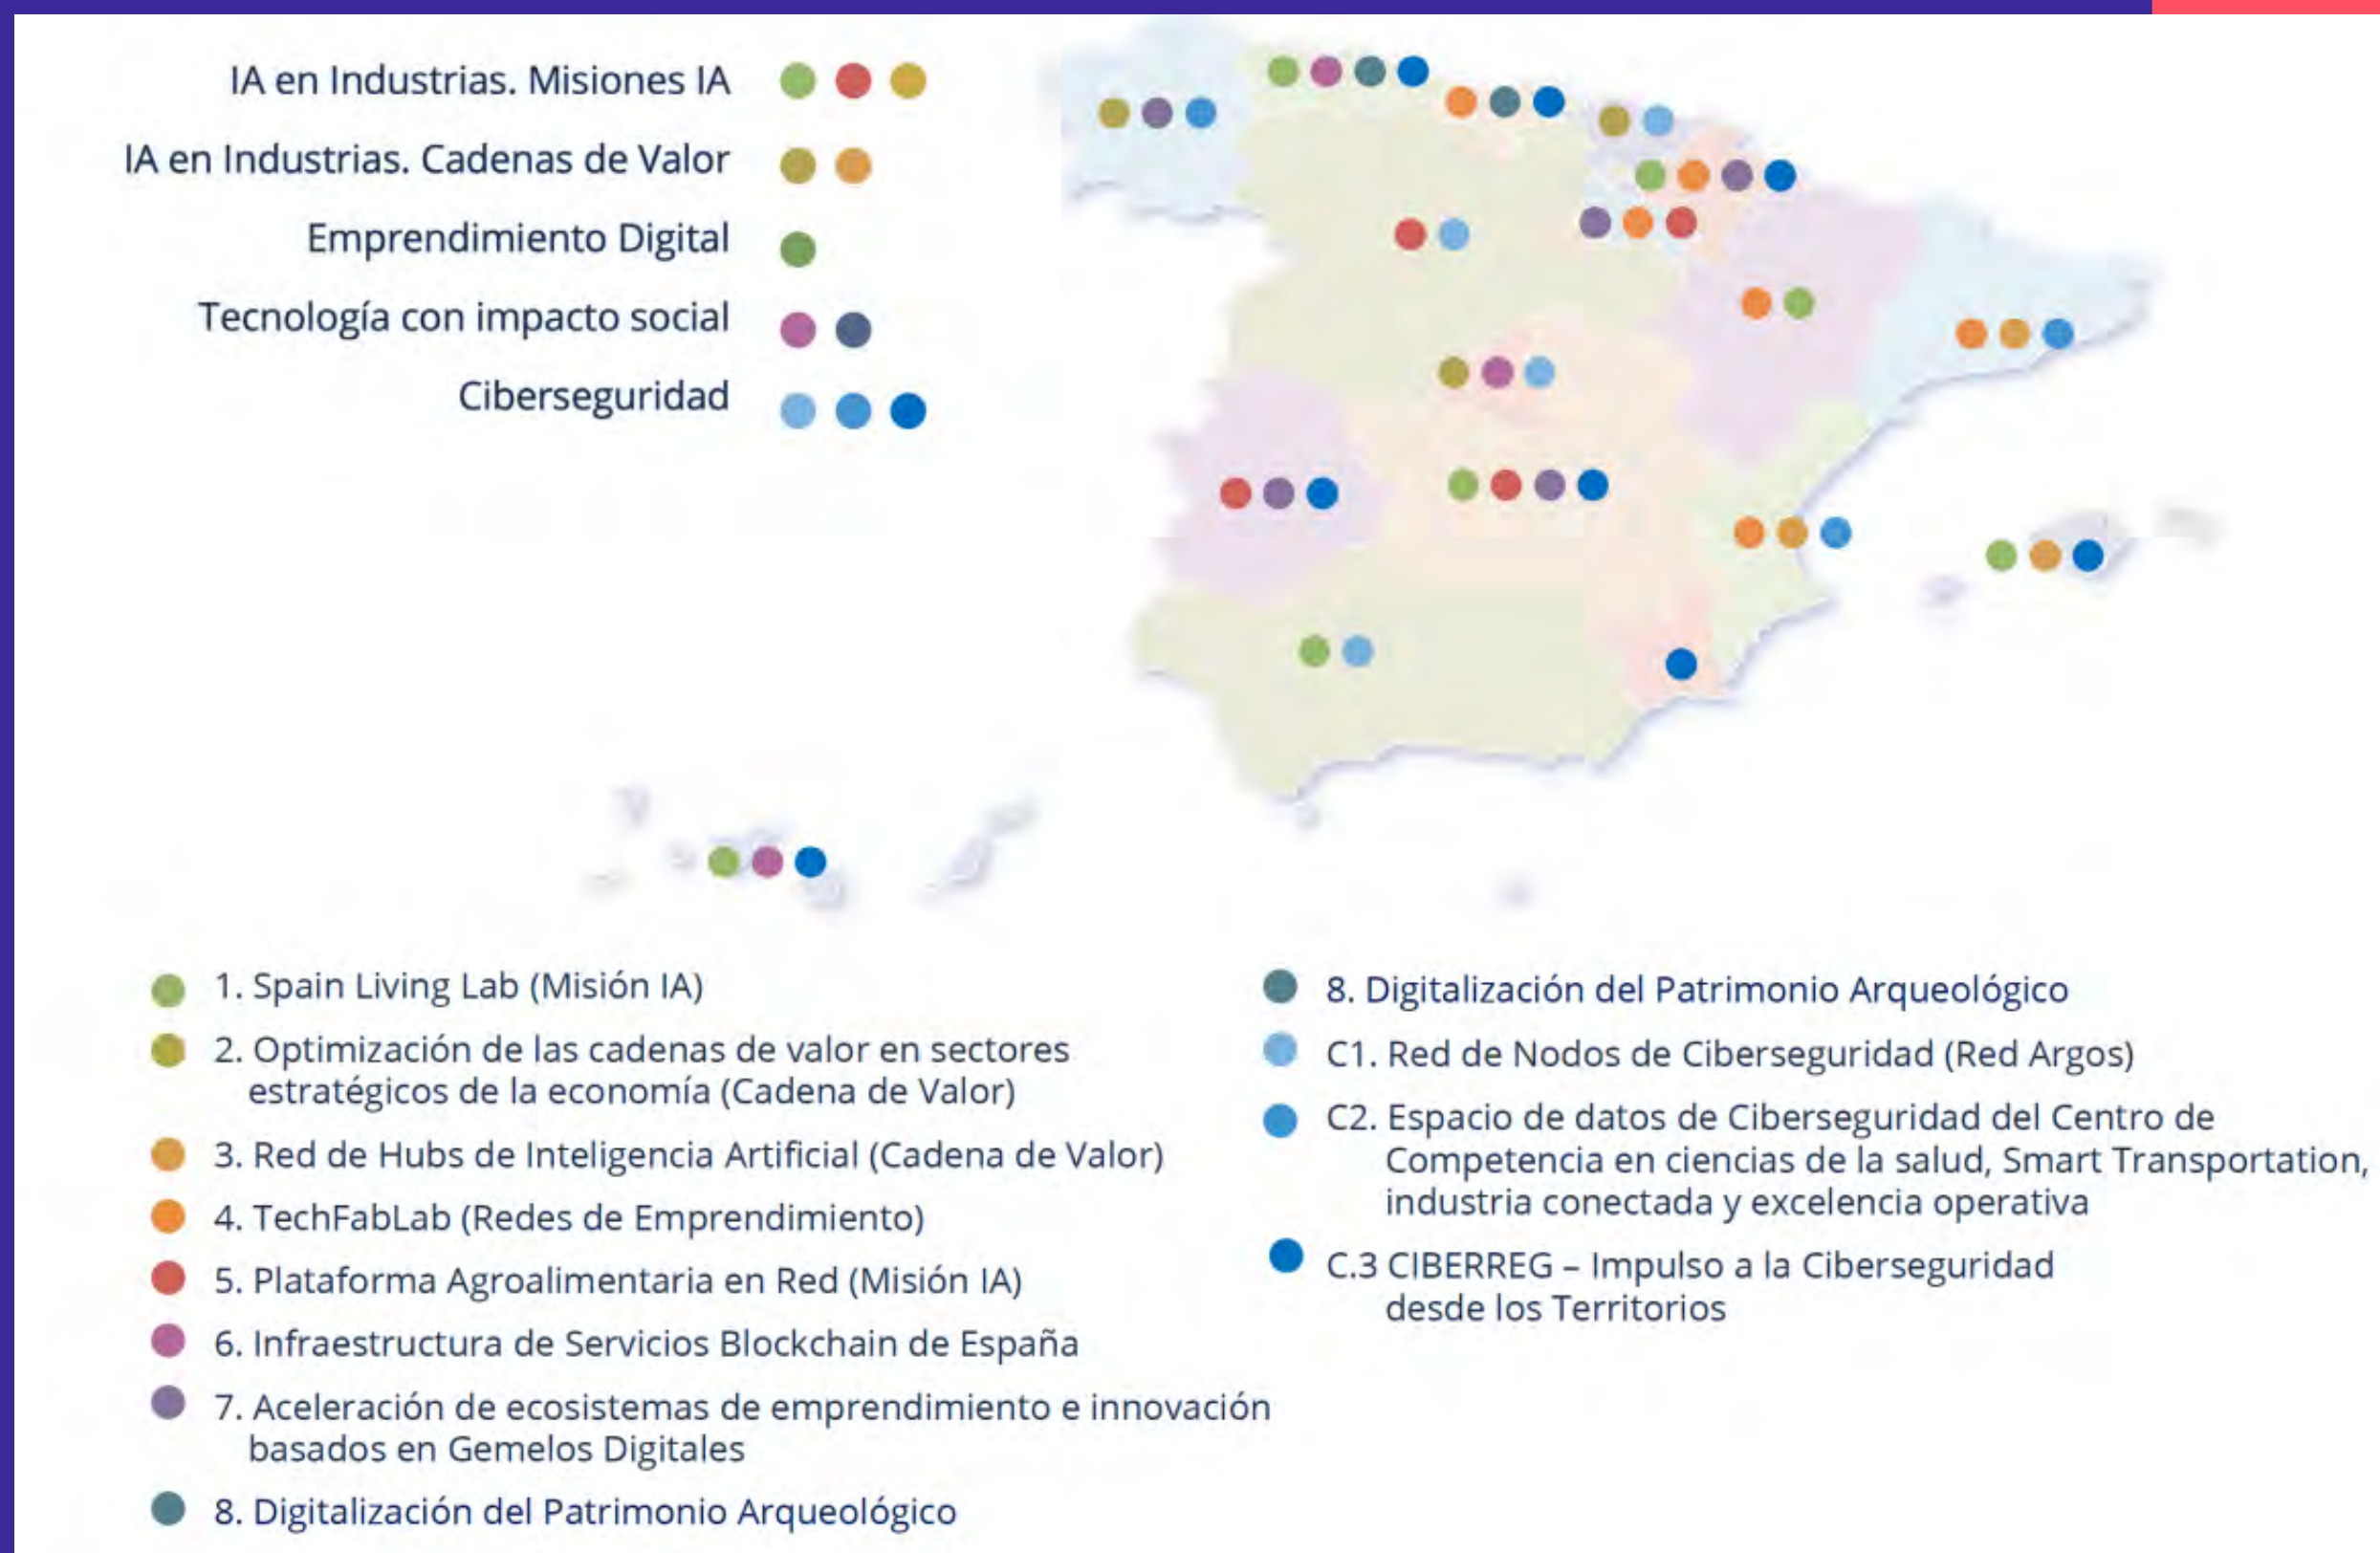 IA en Industrias. Misiones IA
IA en Industrias. Cadenas de Valor
Emprendimiento Digital
Tecnología con impacto social
Ciberseguridad
1. Spain Living Lab (Misión IA)
2. Optimización de las cadenas de valor en sectores
estratégicos de la economía (Cadena de Valor)
3. Red de Hubs de Inteligencia Artificial (Cadena de Valor)
4. TechFabLab (Redes de Emprendimiento)
5. Plataforma Agroalimentaria en Red (Misión IA)
6. Infraestructura de Servicios Blockchain de España
7. Aceleración de ecosistemas de emprendimiento e innovación
basados en Gemelos Digitales
8. Digitalización del Patrimonio Arqueológico
8. Digitalización del Patrimonio Arqueológico
C1. Red de Nodos de Ciberseguridad (Red Argos)
C2. Espacio de datos de Ciberseguridad del Centro de
Competencia en ciencias de la salud, Smart Transportation,
industria conectada y excelencia operativa
C.3 CIBERREG – Impulso a la Ciberseguridad
desde los Territorios